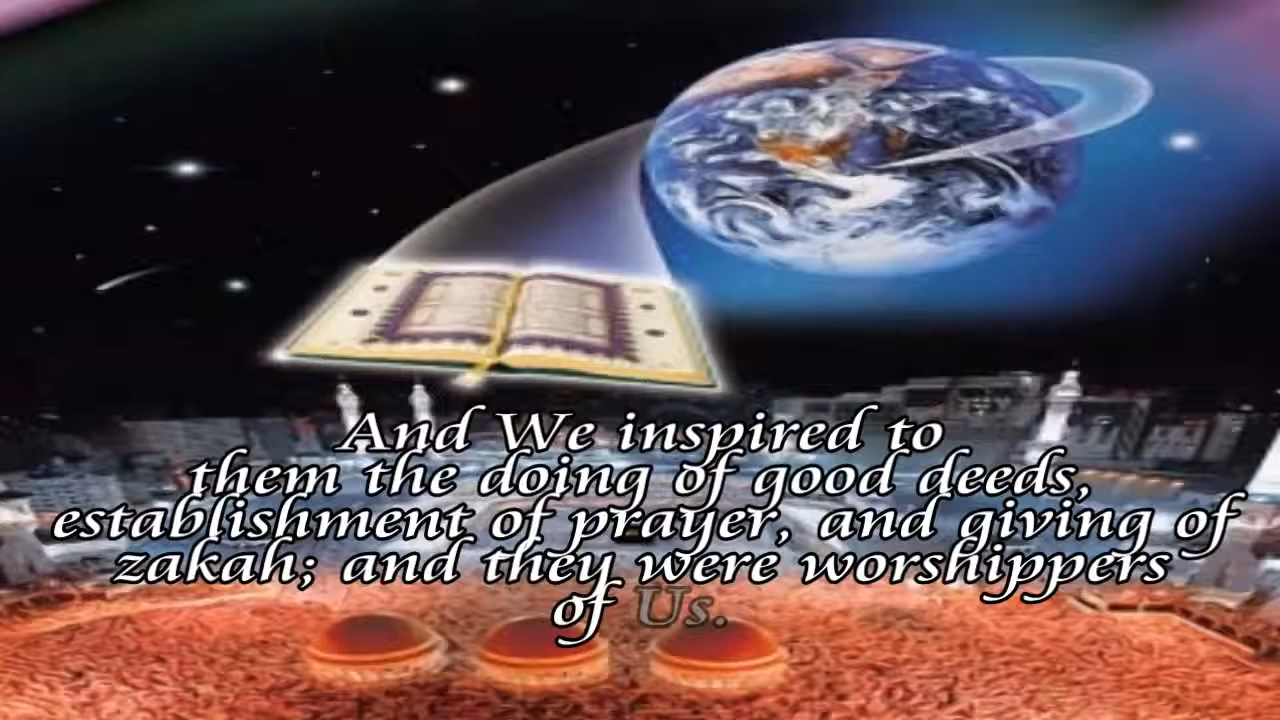 And We inspired to
them the doing of good deeds,
establishment of prayer, and giving of
zakah; and they were worshippers
of Us.